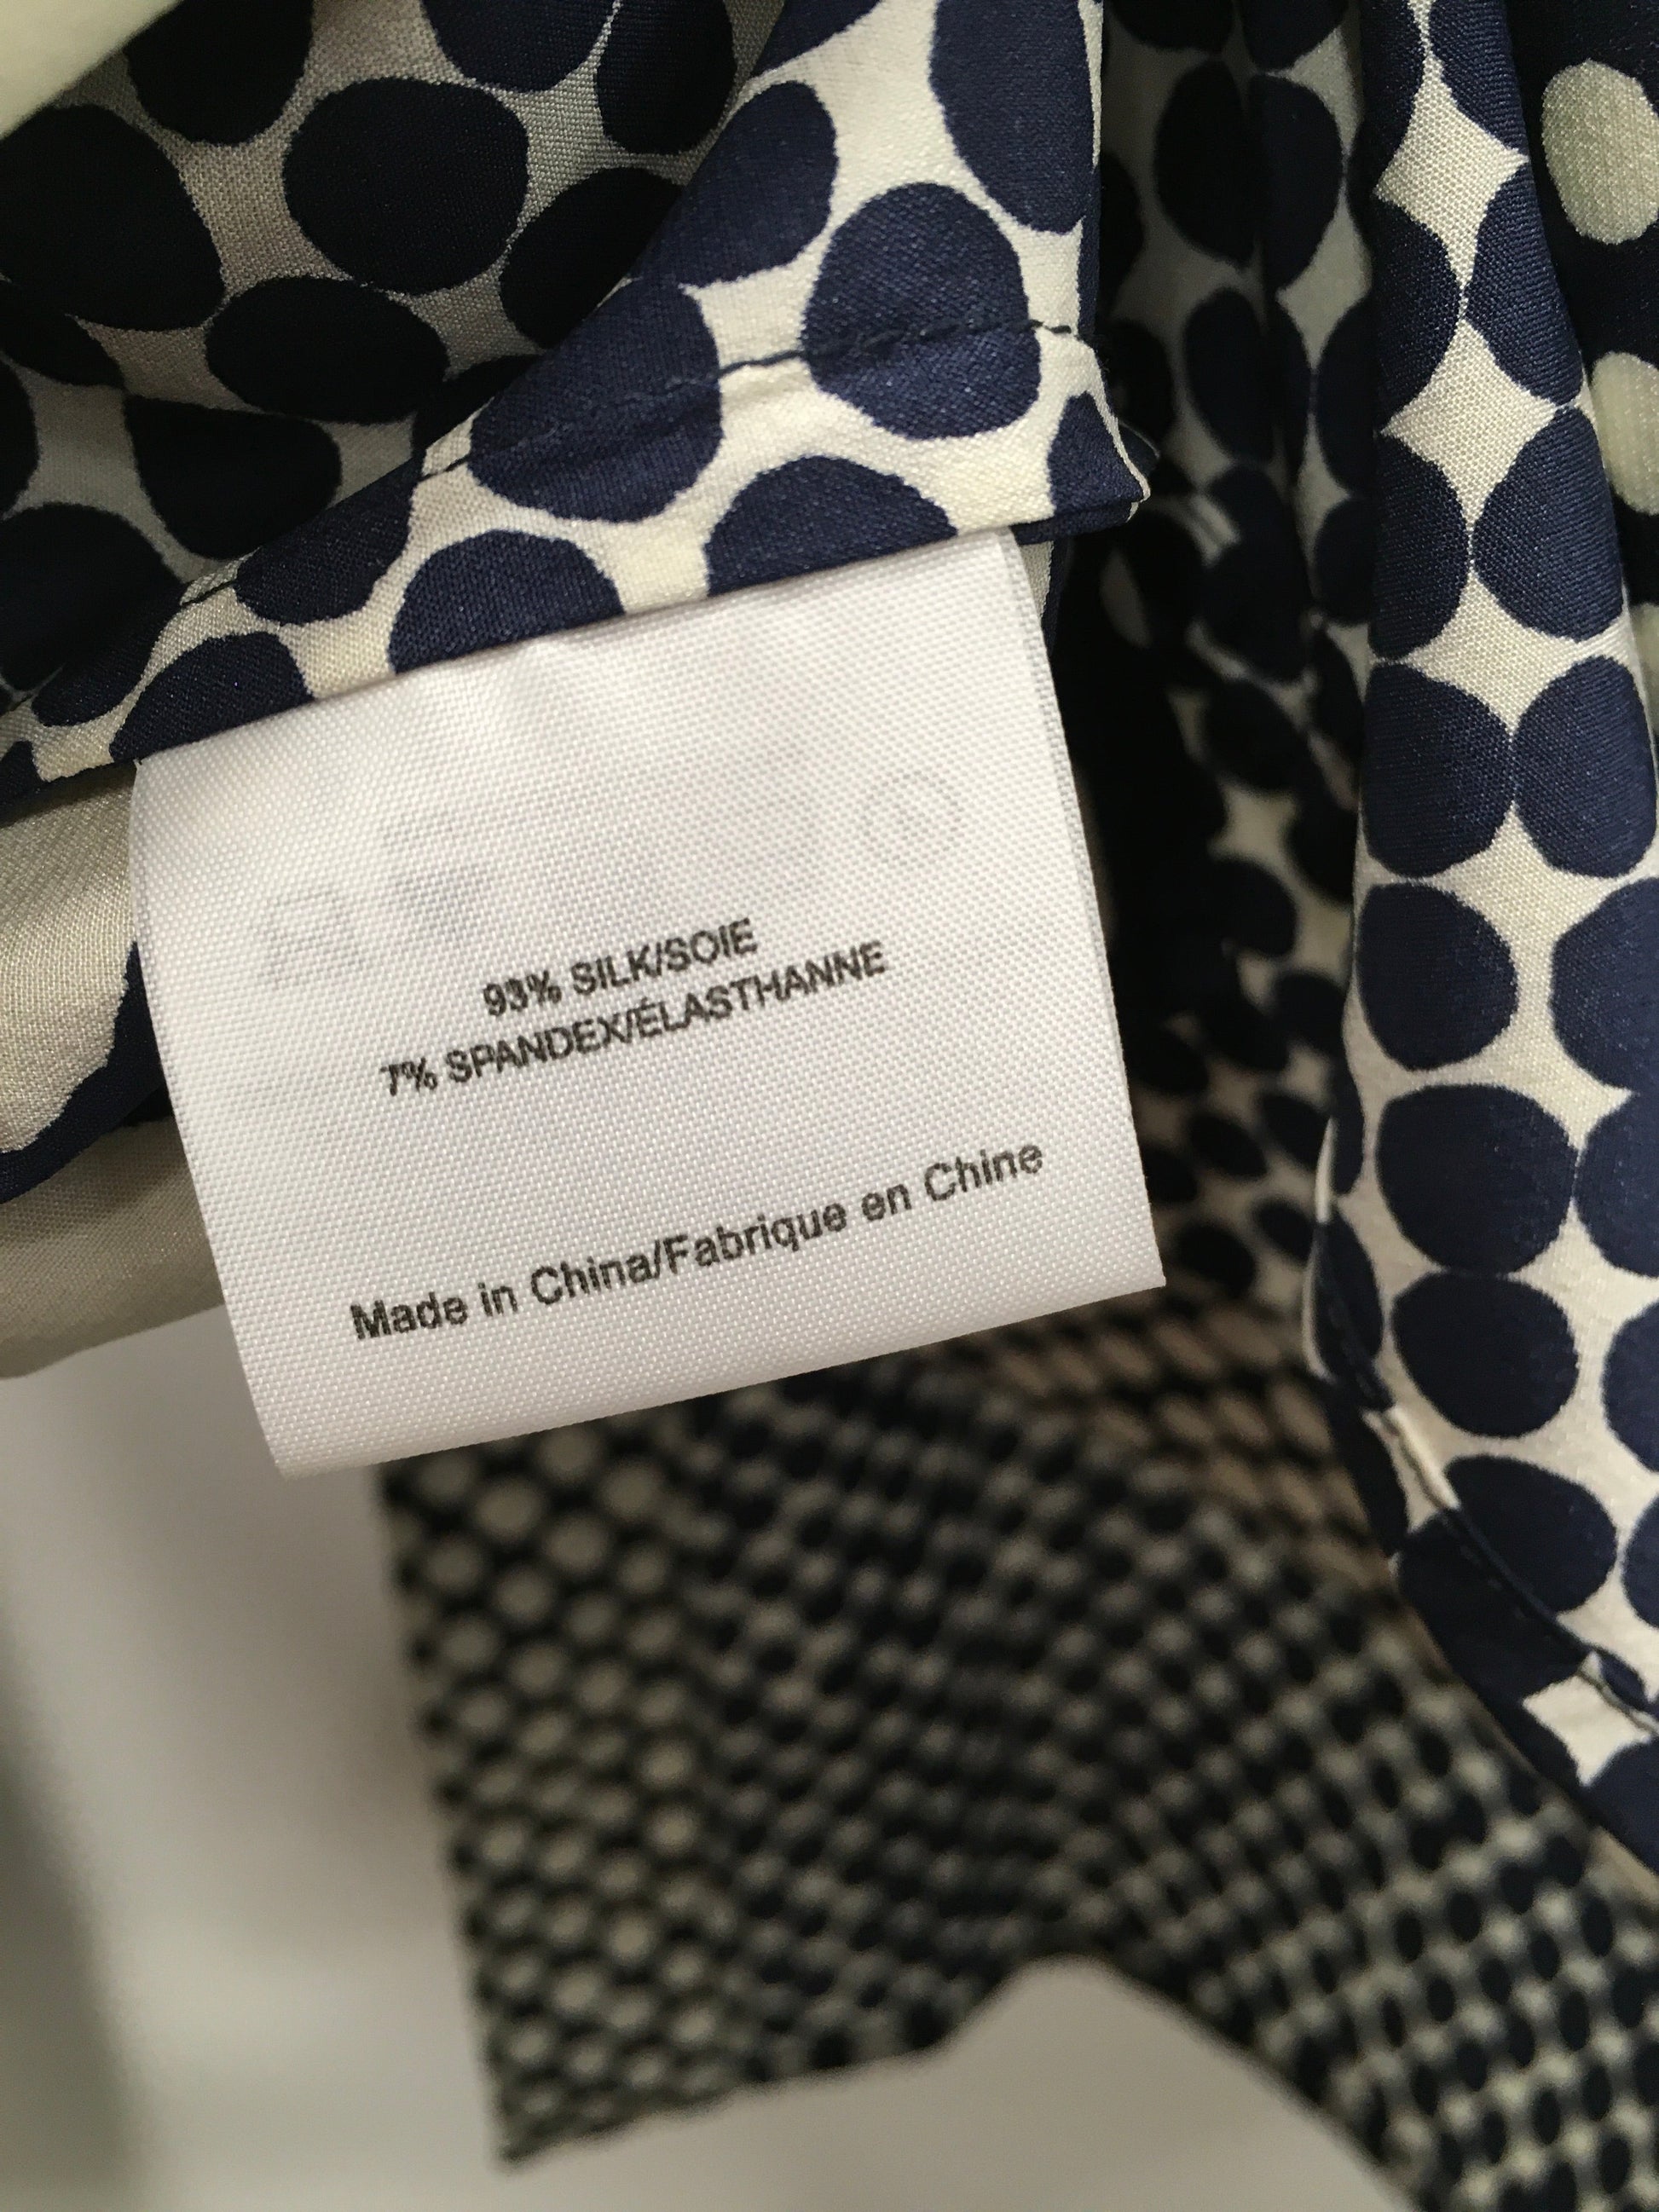 93% SILK/SOIE
7% SPANDEX/ÉLASTHANNE
Made in China/Fabrique en Chine